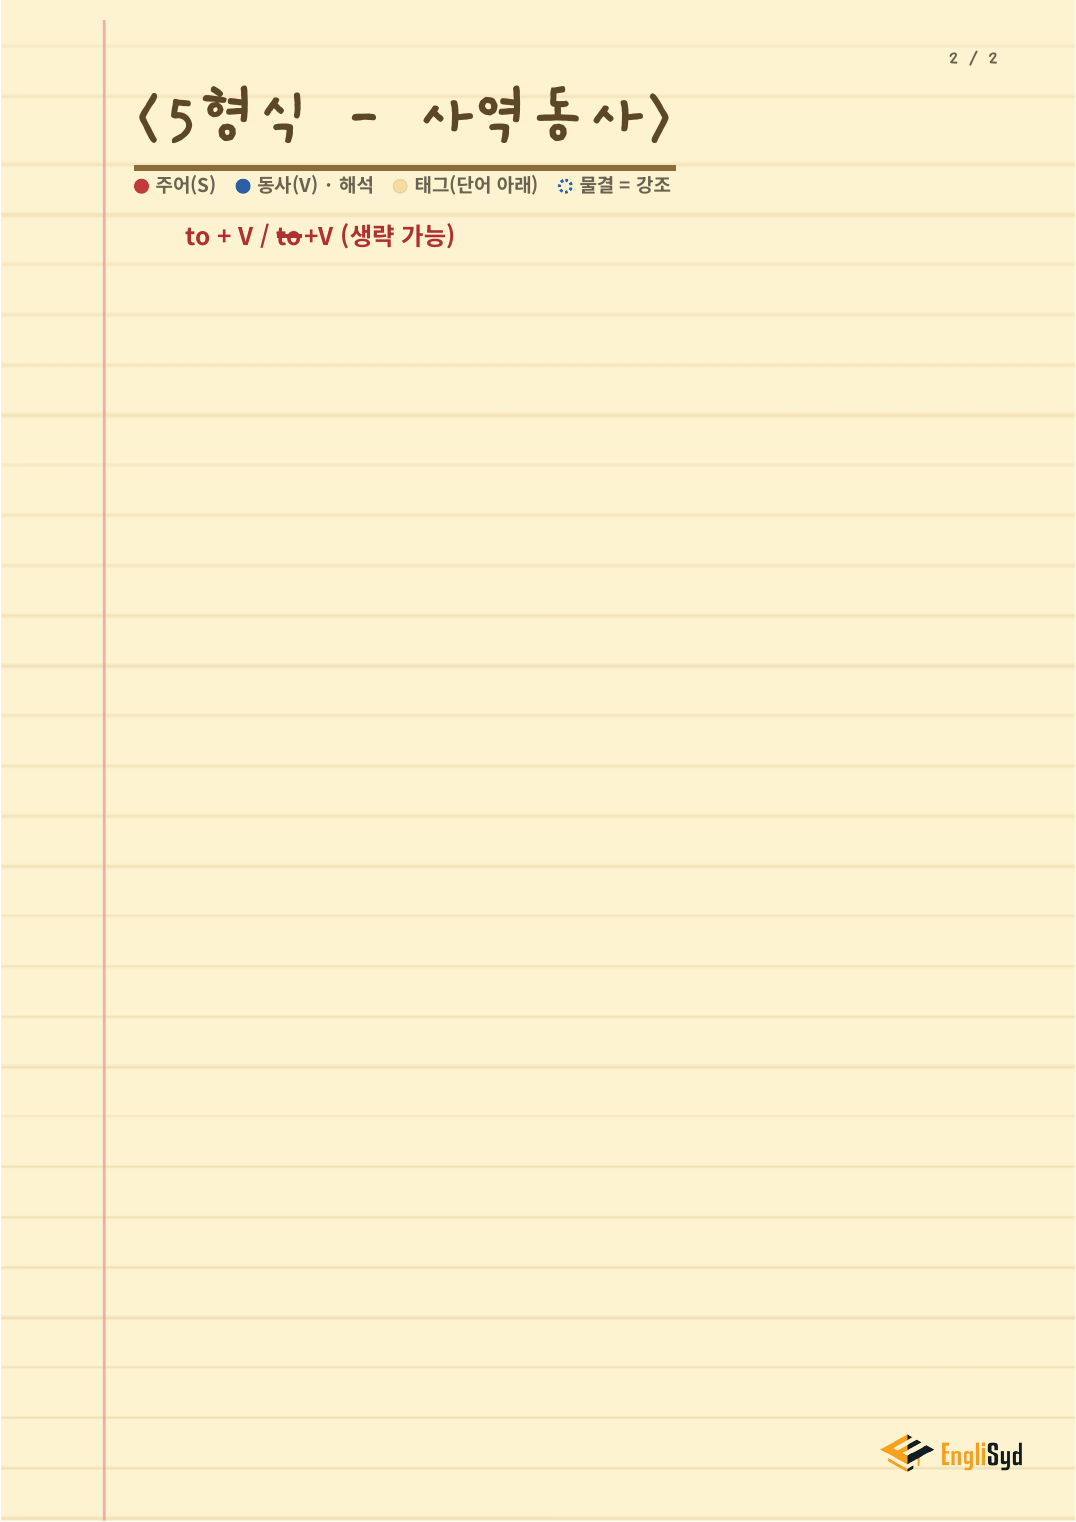 2 / 2
<5형식 - 사역동사>
주어(S) 동사(V) · 해석 태그(단어 아래) 물결 = 강조
to + V / to+V (생략 가능)
EngliSyd